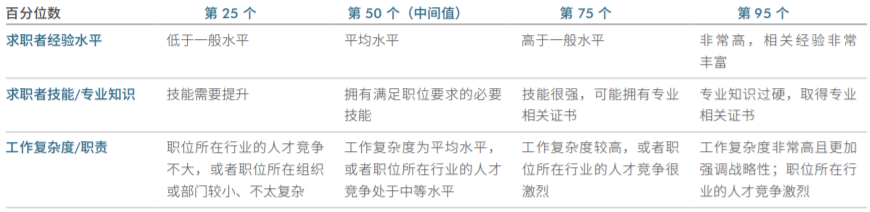 百分位数 第 25 个 第 50 个（中间值） 第 75 个 第 95 个
求职者经验水平 低于一般水平 平均水平 高于一般水平 非常高，相关经验非常
丰富
求职者技能/专业知识 技能需要提升 拥有满足职位要求的必要 技能很强，可能拥有专业 专业知识过硬，取得专业
技能 相关证书 相关证书
工作复杂度/职责 职位所在行业的人才竞争 工作复杂度为平均水平， 工作复杂度较高，或者职 工作复杂度非常高且更加
不大，或者职位所在组织 或者职位所在行业的人才 位所在行业的人才竞争很 强调战略性；职位所在行
或部门较小、不太复杂 竞争处于中等水平 激烈 业的人才竞争激烈